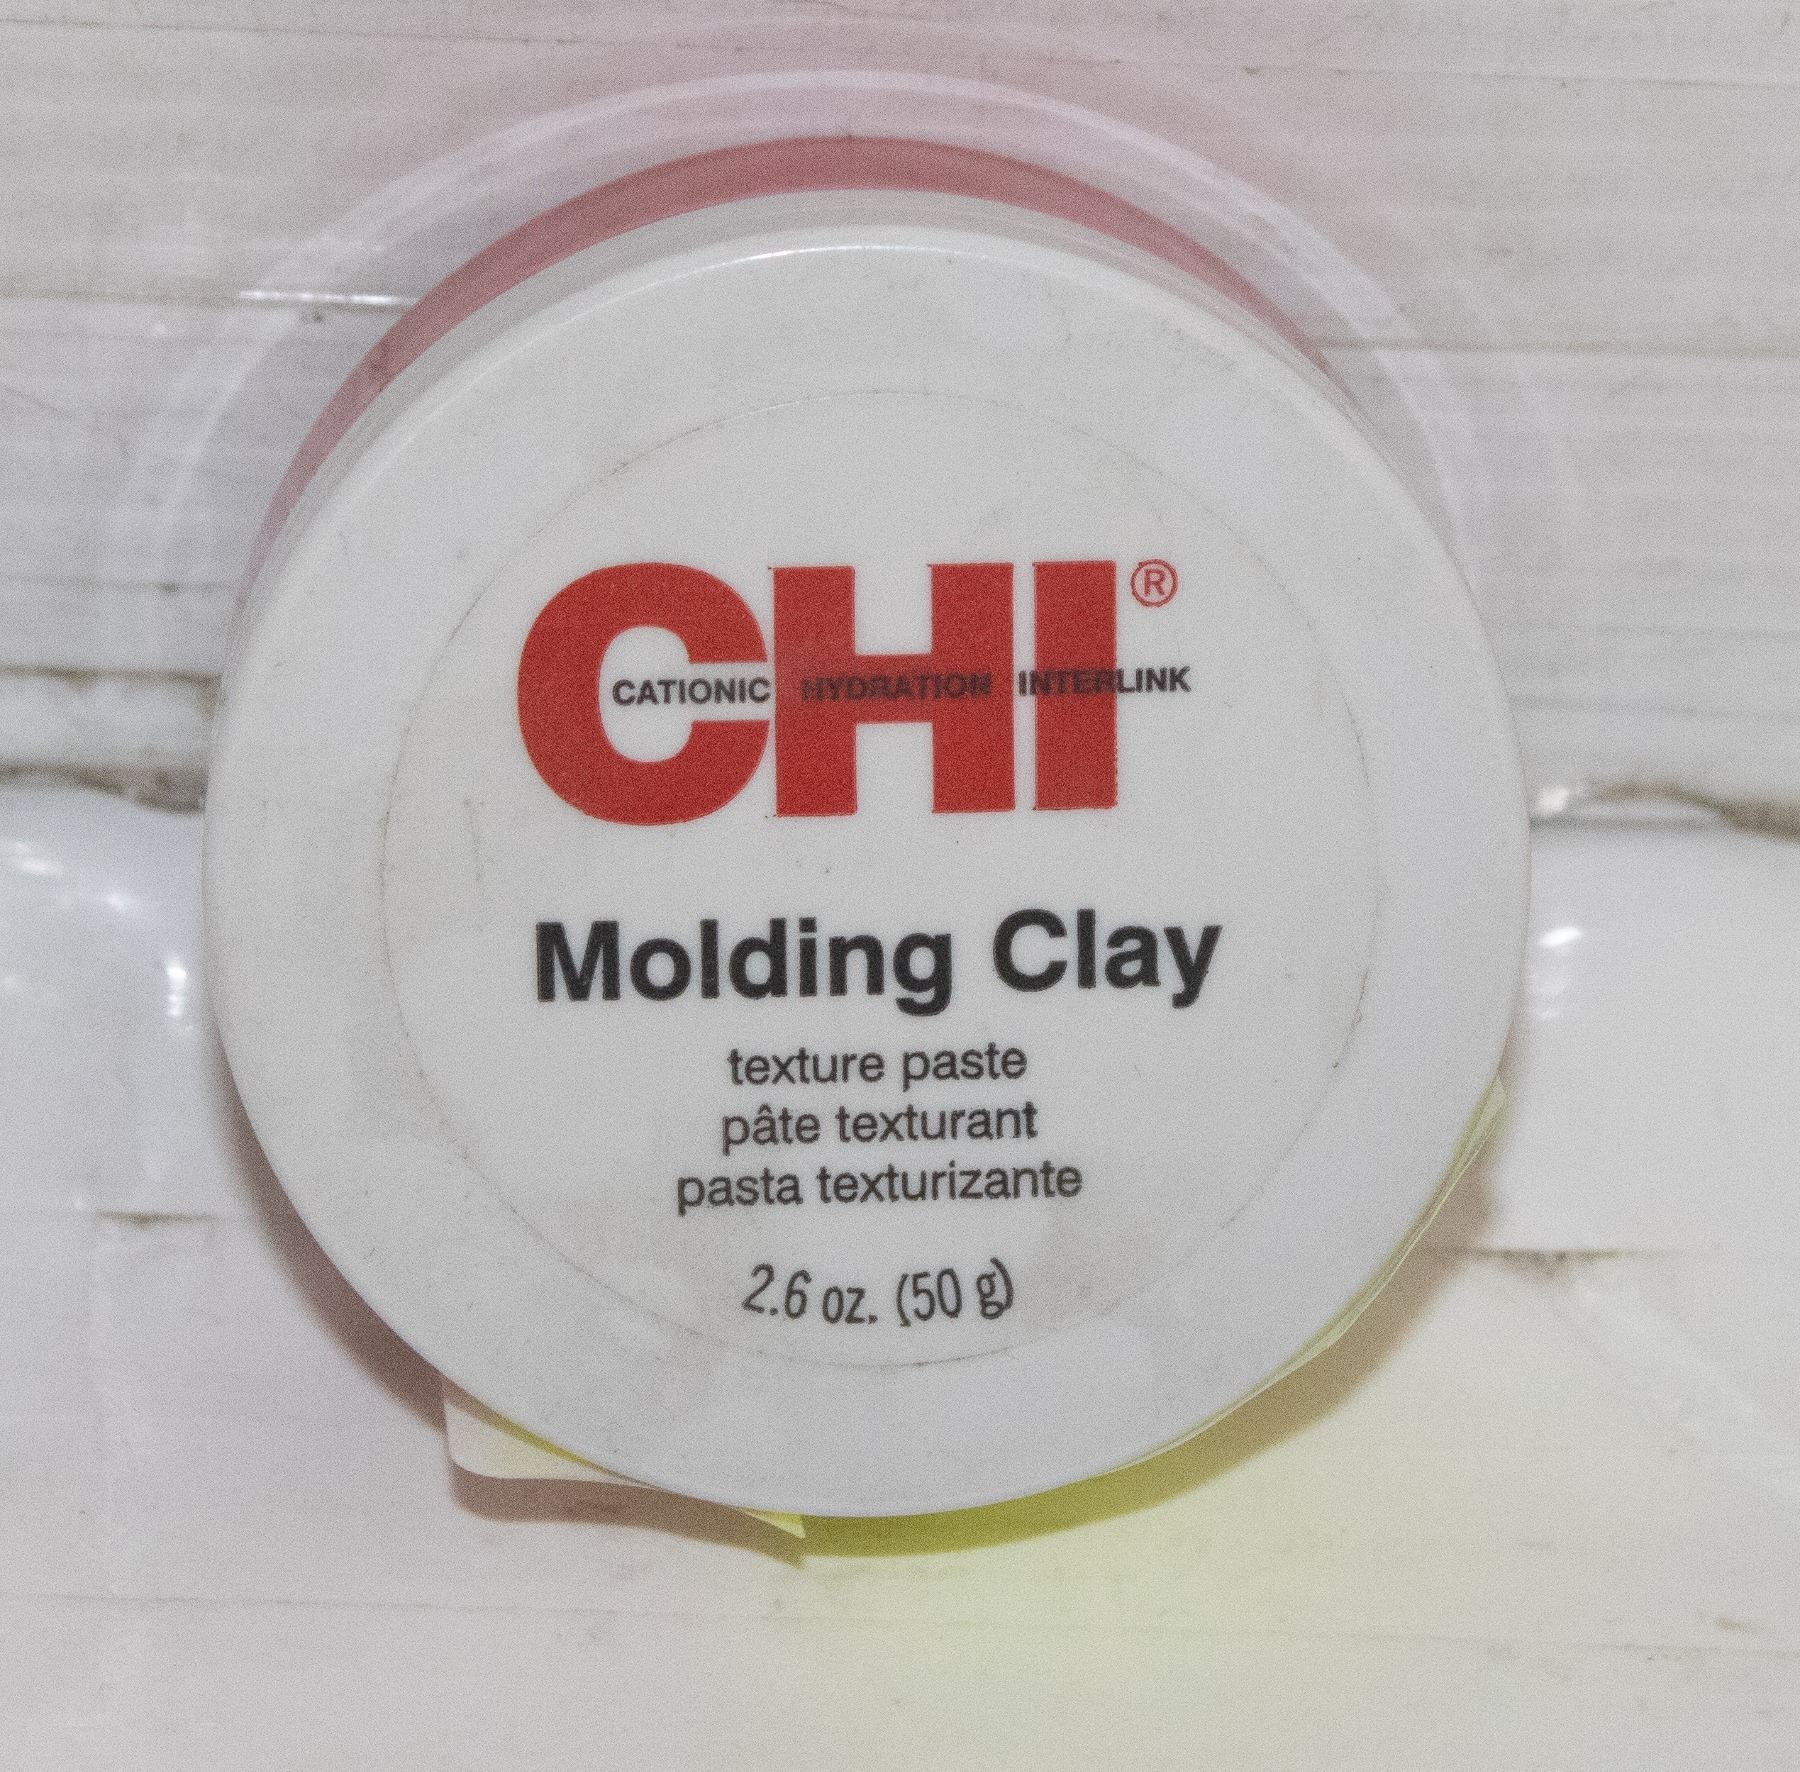 CHI®
CATIONIC HYDRATION INTERLINK
Molding Clay
texture paste
pâte texturant
pasta texturizante
2.6 oz. (50 g)